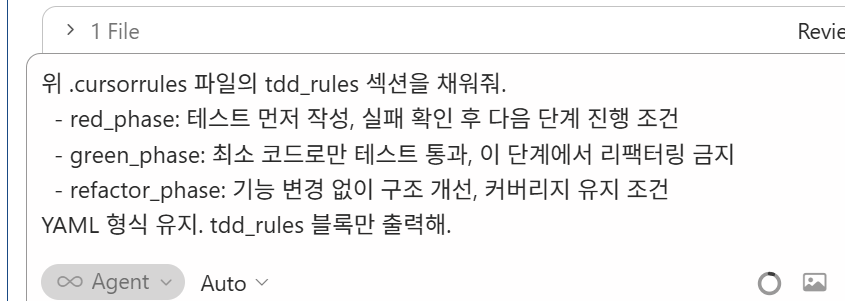 1 File
Revie
위 .cursorrules 파일의 tdd_rules 섹션을 채워줘.
- red_phase: 테스트 먼저 작성, 실패 확인 후 다음 단계 진행 조건
- green_phase: 최소 코드로만 테스트 통과, 이 단계에서 리팩터링 금지
- refactor_phase: 기능 변경 없이 구조 개선, 커버리지 유지 조건
YAML 형식 유지. tdd_rules 블록만 출력해.
Agent
Auto